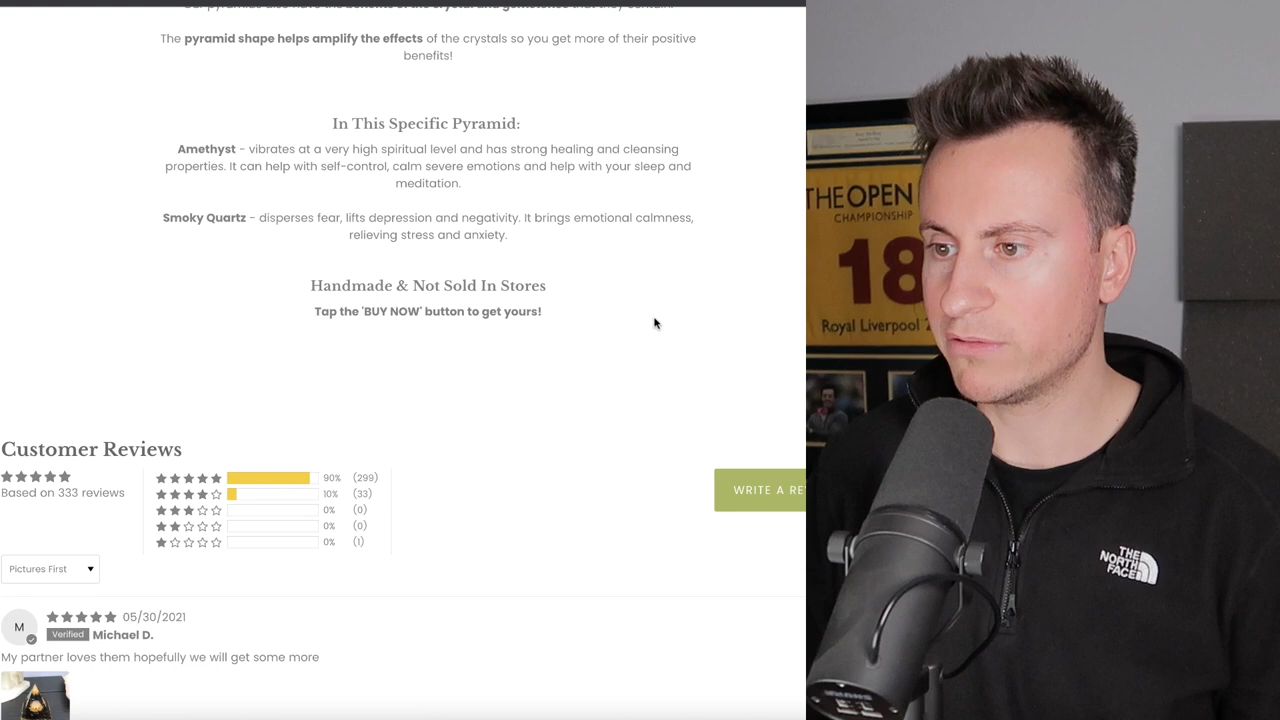 The pyramid shape helps amplify the effects of the crystals so you get more of their positive
benefits!
In This Specific Pyramid:
Amethyst - vibrates at a very high spiritual level and has strong healing and cleansing
properties. It can help with self-control, calm severe emotions and help with your sleep and
meditation.
Smoky Quartz - disperses fear, lifts depression and negativity. It brings emotional calmness,
relieving stress and anxiety.
Handmade & Not Sold In Stores
Tap the 'BUY NOW' button to get yours!
Customer Reviews
Based on 333 reviews
90% (299)
10% (33)
0% (0)
0% (0)
0% (1)
WRITE A RE
Pictures First
M
05/30/2021
Verified Michael D.
My partner loves them hopefully we will get some more
THE OPEN
CHAMPIONSHIP
18
Royal Liverpool
THE
NORTH
FACE